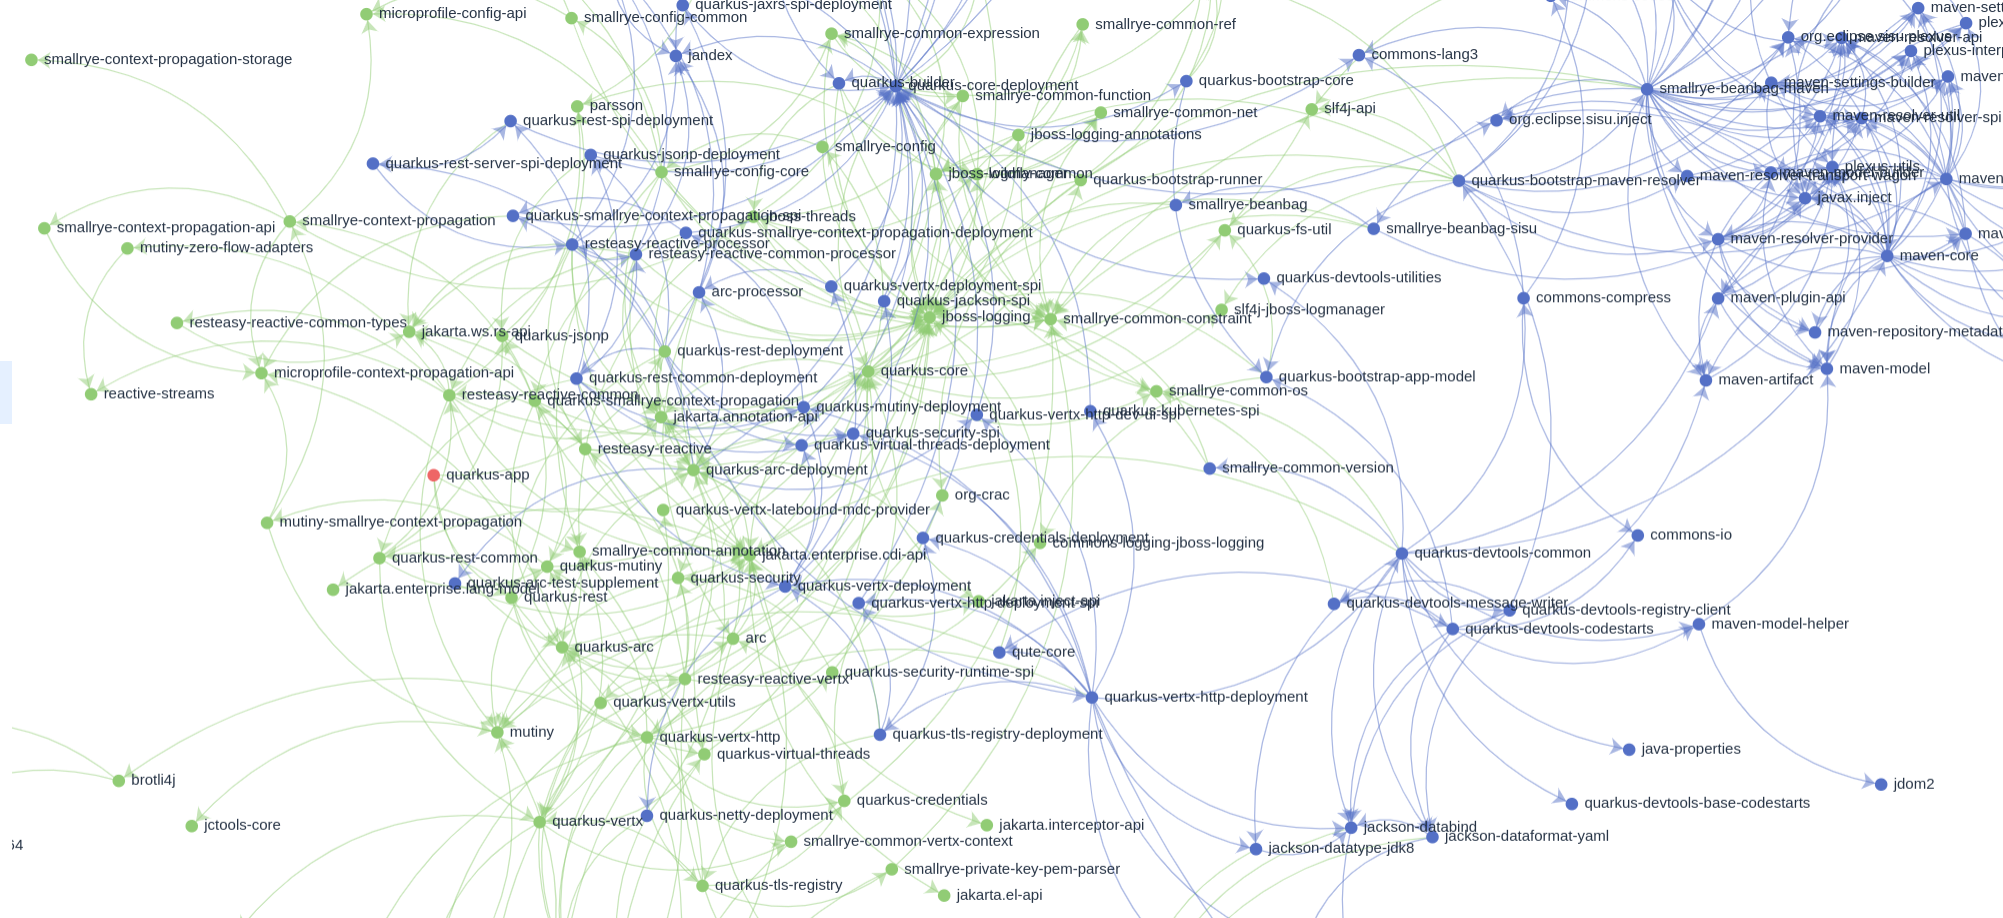 quarkus-jaxrs-spi-deployment
maven-sett
microprofile-config-api
smallrye-config-common
smallrye-common-ref
plex
smallrye-common-expression
org.eclipse.sisu.plexus
maven-resolver-api
plexus-interp
smallrye-context-propagation-storage
jandex
commons-lang3
quarkus-builder
quarkus-core-deployment
quarkus-bootstrap-core
smallrye-beanbag-maven
maven-settings-builder
maven
smallrye-common-function
parsson
smallrye-common-net
slf4j-api
quarkus-rest-spi-deployment
org.eclipse.sisu.inject
maven-resolver-util
maven-resolver-spi
jboss-logging-annotations
smallrye-config
quarkus-jsonp-deployment
quarkus-rest-server-spi-deployment
smallrye-config-core
jboss-logmanager
wildfly-common
quarkus-bootstrap-runner
quarkus-bootstrap-maven-resolver
maven-resolver-transport-wagon
plexus-utils
maven-model-builder
maven
javax.inject
smallrye-beanbag
quarkus-smallrye-context-propagation-spi
jboss-threads
smallrye-context-propagation
smallrye-context-propagation-api
quarkus-smallrye-context-propagation-deployment
quarkus-fs-util
smallrye-beanbag-sisu
mav
maven-resolver-provider
mutiny-zero-flow-adapters
resteasy-reactive-processor
resteasy-reactive-common-processor
maven-core
quarkus-devtools-utilities
arc-processor
quarkus-vertx-deployment-spi
quarkus-jackson-spi
commons-compress
maven-plugin-api
slf4j-jboss-logmanager
resteasy-reactive-common-types
jakarta.ws.rs-api
quarkus-jsonp
jboss-logging
smallrye-common-constraint
maven-repository-metadat
quarkus-rest-deployment
microprofile-context-propagation-api
quarkus-rest-common-deployment
quarkus-core
quarkus-bootstrap-app-model
maven-artifact
maven-model
reactive-streams
resteasy-reactive-common
quarkus-smallrye-context-propagation
smallrye-common-os
quarkus-mutiny-deployment
jakarta.annotation-api
quarkus-vertx-http-dev-ui-spi
quarkus-kubernetes-spi
quarkus-security-spi
quarkus-virtual-threads-deployment
resteasy-reactive
quarkus-app
quarkus-arc-deployment
smallrye-common-version
org-crac
quarkus-vertx-latebound-mdc-provider
mutiny-smallrye-context-propagation
quarkus-credentials-deployment
commons-logging-jboss-logging
commons-io
quarkus-rest-common
smallrye-common-annotation
jakarta.enterprise.cdi-api
quarkus-devtools-common
quarkus-mutiny
quarkus-arc-test-supplement
jakarta.enterprise.lang-model
quarkus-security
quarkus-vertx-deployment
quarkus-rest
quarkus-vertx-http-deployment-spi
jakarta.inject-api
quarkus-devtools-message-writer
quarkus-devtools-registry-client
quarkus-devtools-codestarts
maven-model-helper
quarkus-arc
arc
qute-core
resteasy-reactive-vertx
quarkus-security-runtime-spi
quarkus-vertx-utils
quarkus-vertx-http-deployment
mutiny
quarkus-vertx-http
quarkus-tls-registry-deployment
quarkus-virtual-threads
java-properties
brotli4j
jdom2
quarkus-credentials
quarkus-devtools-base-codestarts
jctools-core
quarkus-vertx
quarkus-netty-deployment
jakarta.interceptor-api
jackson-databind
jackson-dataformat-yaml
64
smallrye-common-vertx-context
jackson-datatype-jdk8
smallrye-private-key-pem-parser
quarkus-tls-registry
jakarta.el-api